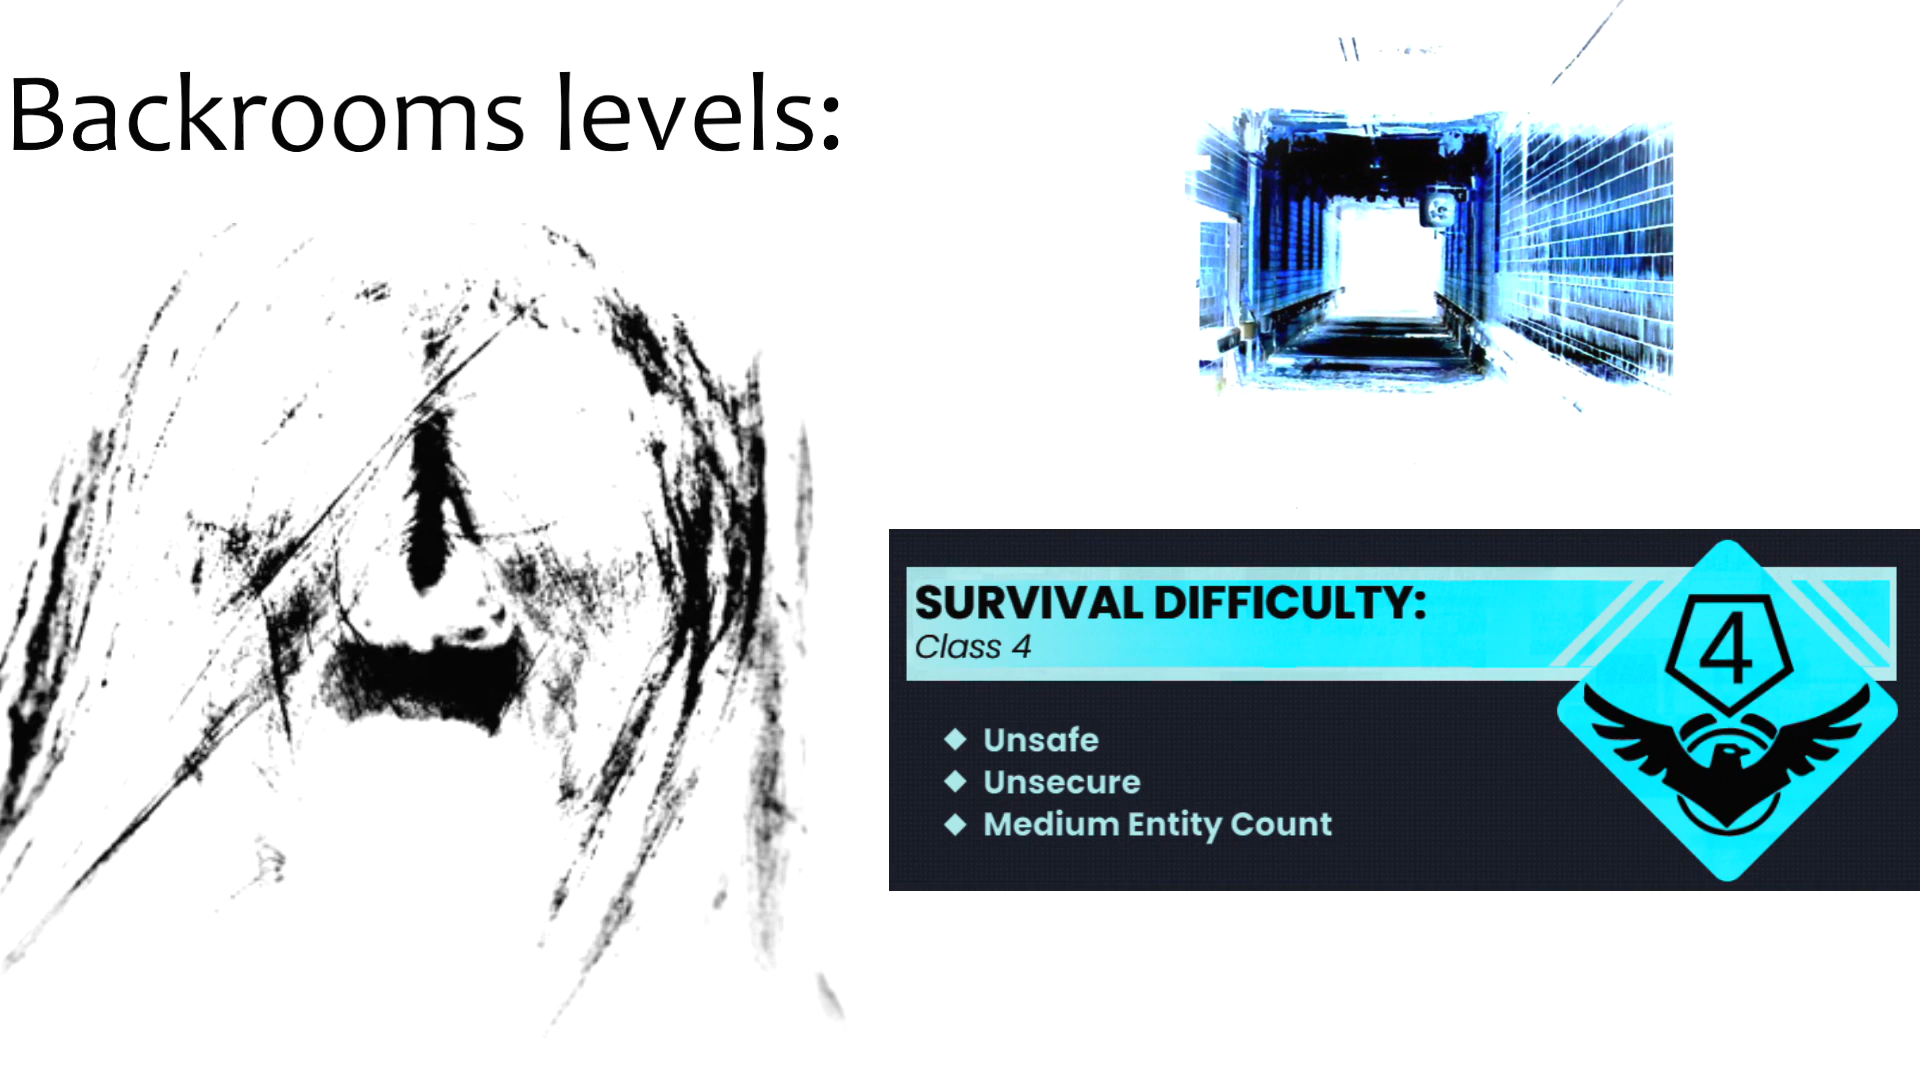 Backrooms levels:
SURVIVAL DIFFICULTY:
Class 4
4
Unsafe
Unsecure
Medium Entity Count